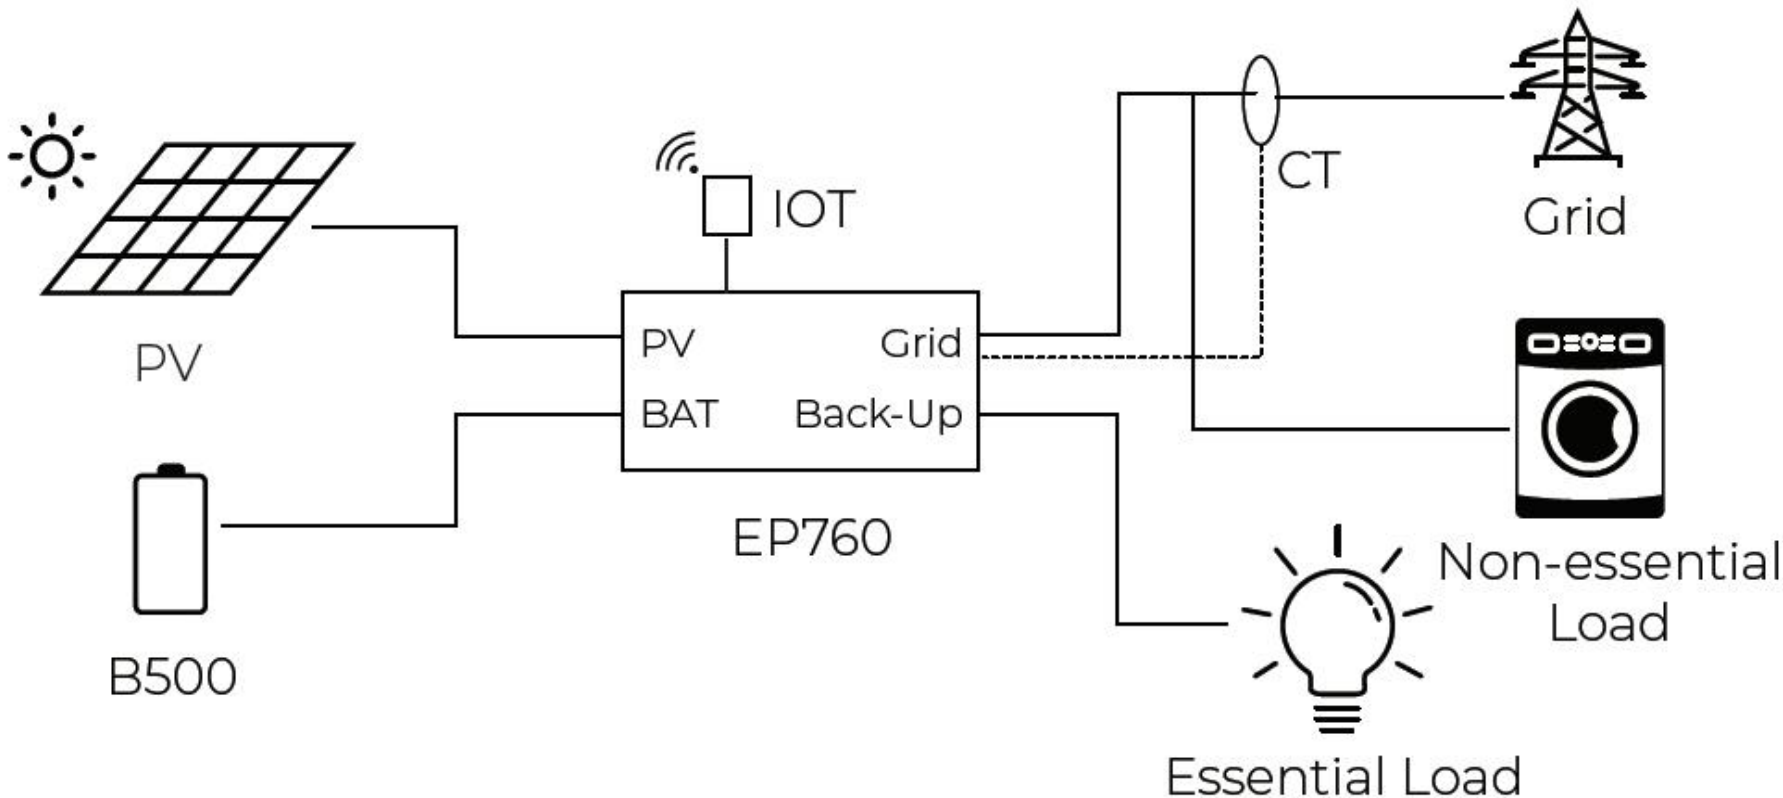 PV
B500
IOT
PV
Grid
BAT
Back-Up
EP760
CT
Grid
Non-essential
Load
Essential Load